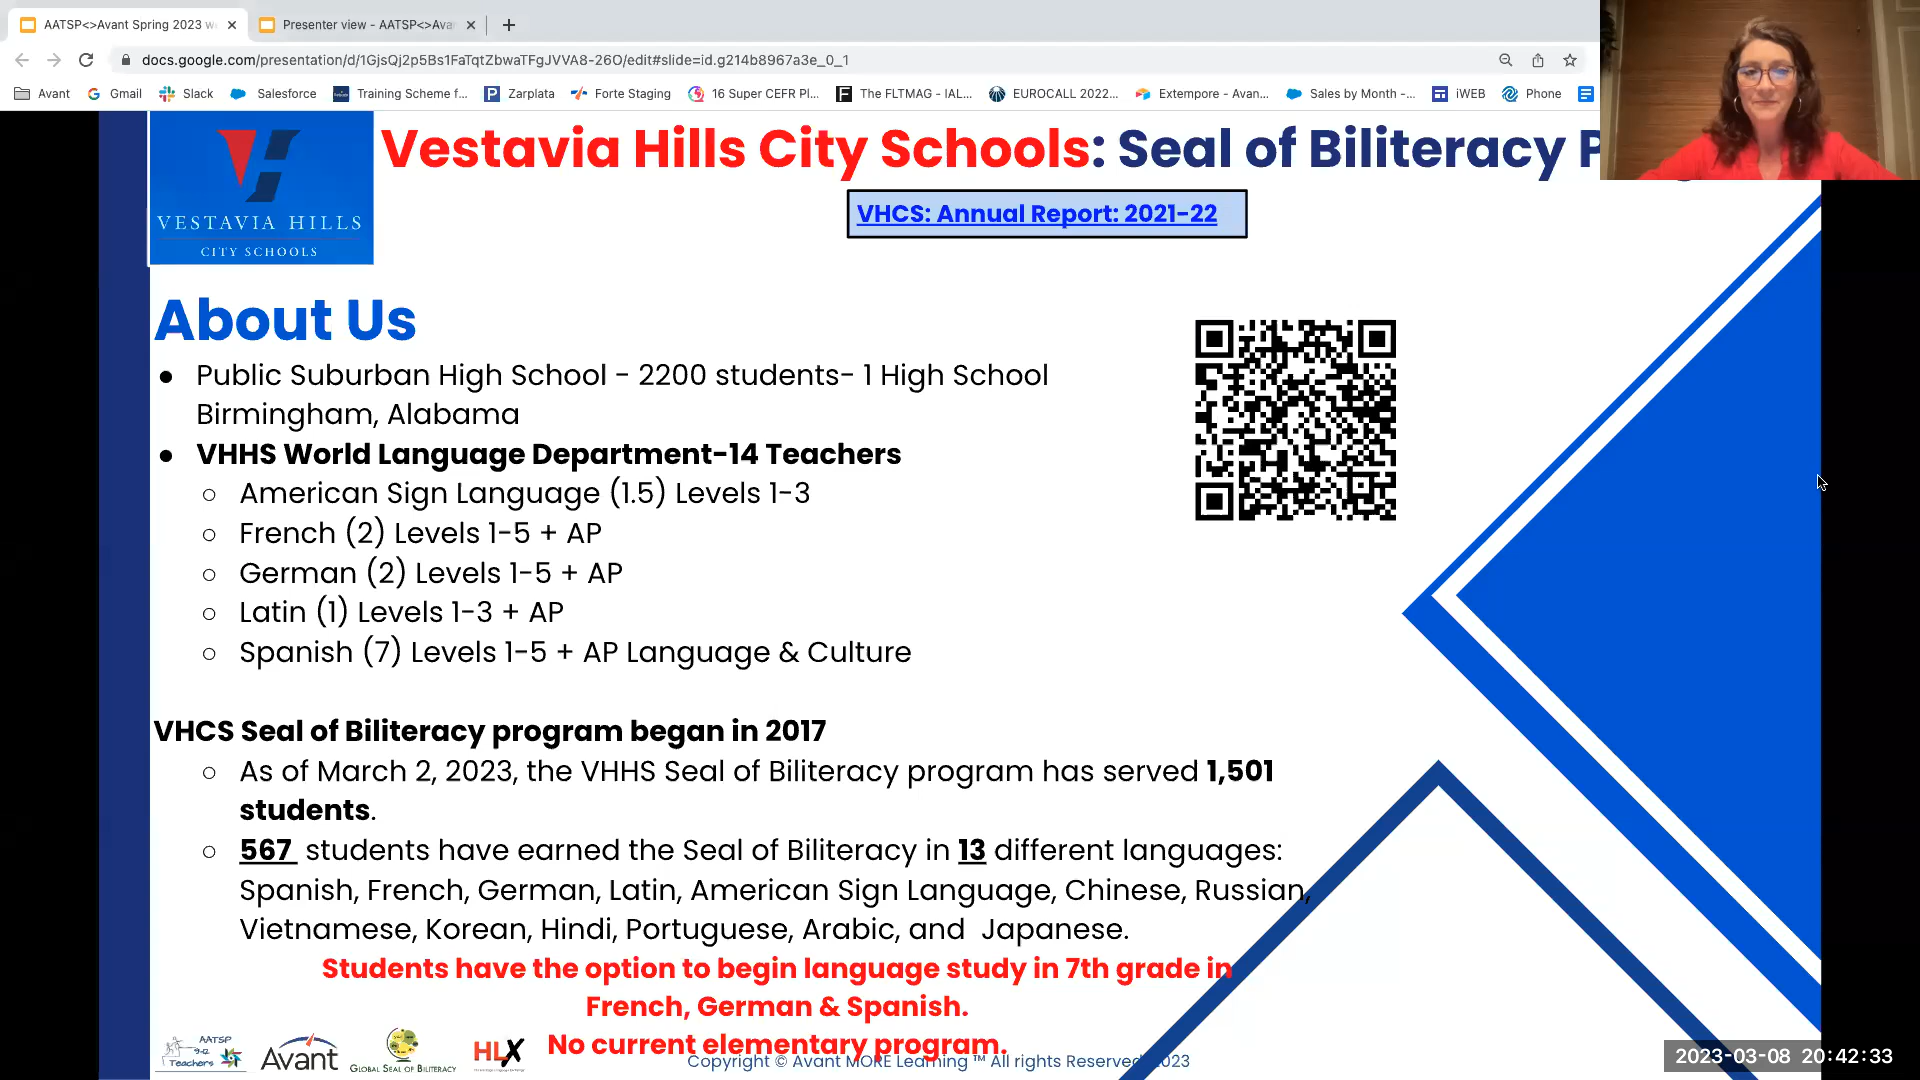 AATSP<>Avant Spring 2023 w
Presenter view - AATSP<>Ava
docs.google.com/presentation/d/1GjsQj2p5Bs1FaTqtZbwaTFgJVVA8-26O/edit#slide=id.g214b8967a3e_0_1
Avant Gmail Slack Salesforce Training Scheme f... Zarplata Forte Staging 16 Super CEFR Pl... The FLTMAG - IAL... EUROCALL 2022... Extempore - Avan... Sales by Month -... iWEB Phone
Vestavia Hills City Schools: Seal of Biliteracy P
VHCS: Annual Report: 2021-22
VESTAVIA HILLS
CITY SCHOOLS
About Us
● Public Suburban High School - 2200 students- 1 High School
Birmingham, Alabama
● VHHS World Language Department-14 Teachers
○ American Sign Language (1.5) Levels 1-3
○ French (2) Levels 1-5 + AP
○ German (2) Levels 1-5 + AP
○ Latin (1) Levels 1-3 + AP
○ Spanish (7) Levels 1-5 + AP Language & Culture
VHCS Seal of Biliteracy program began in 2017
○ As of March 2, 2023, the VHHS Seal of Biliteracy program has served 1,501
students.
○ 567 students have earned the Seal of Biliteracy in 13 different languages:
Spanish, French, German, Latin, American Sign Language, Chinese, Russian,
Vietnamese, Korean, Hindi, Portuguese, Arabic, and Japanese.
Students have the option to begin language study in 7th grade in
French, German & Spanish.
No current elementary program.
AATSP
9-12
Teachers
Avant
GLOBAL SEAL OF BILITERACY
HLX
Copyright © Avant MORE Learning ™ All rights Reserved 2023
2023-03-08 20:42:33